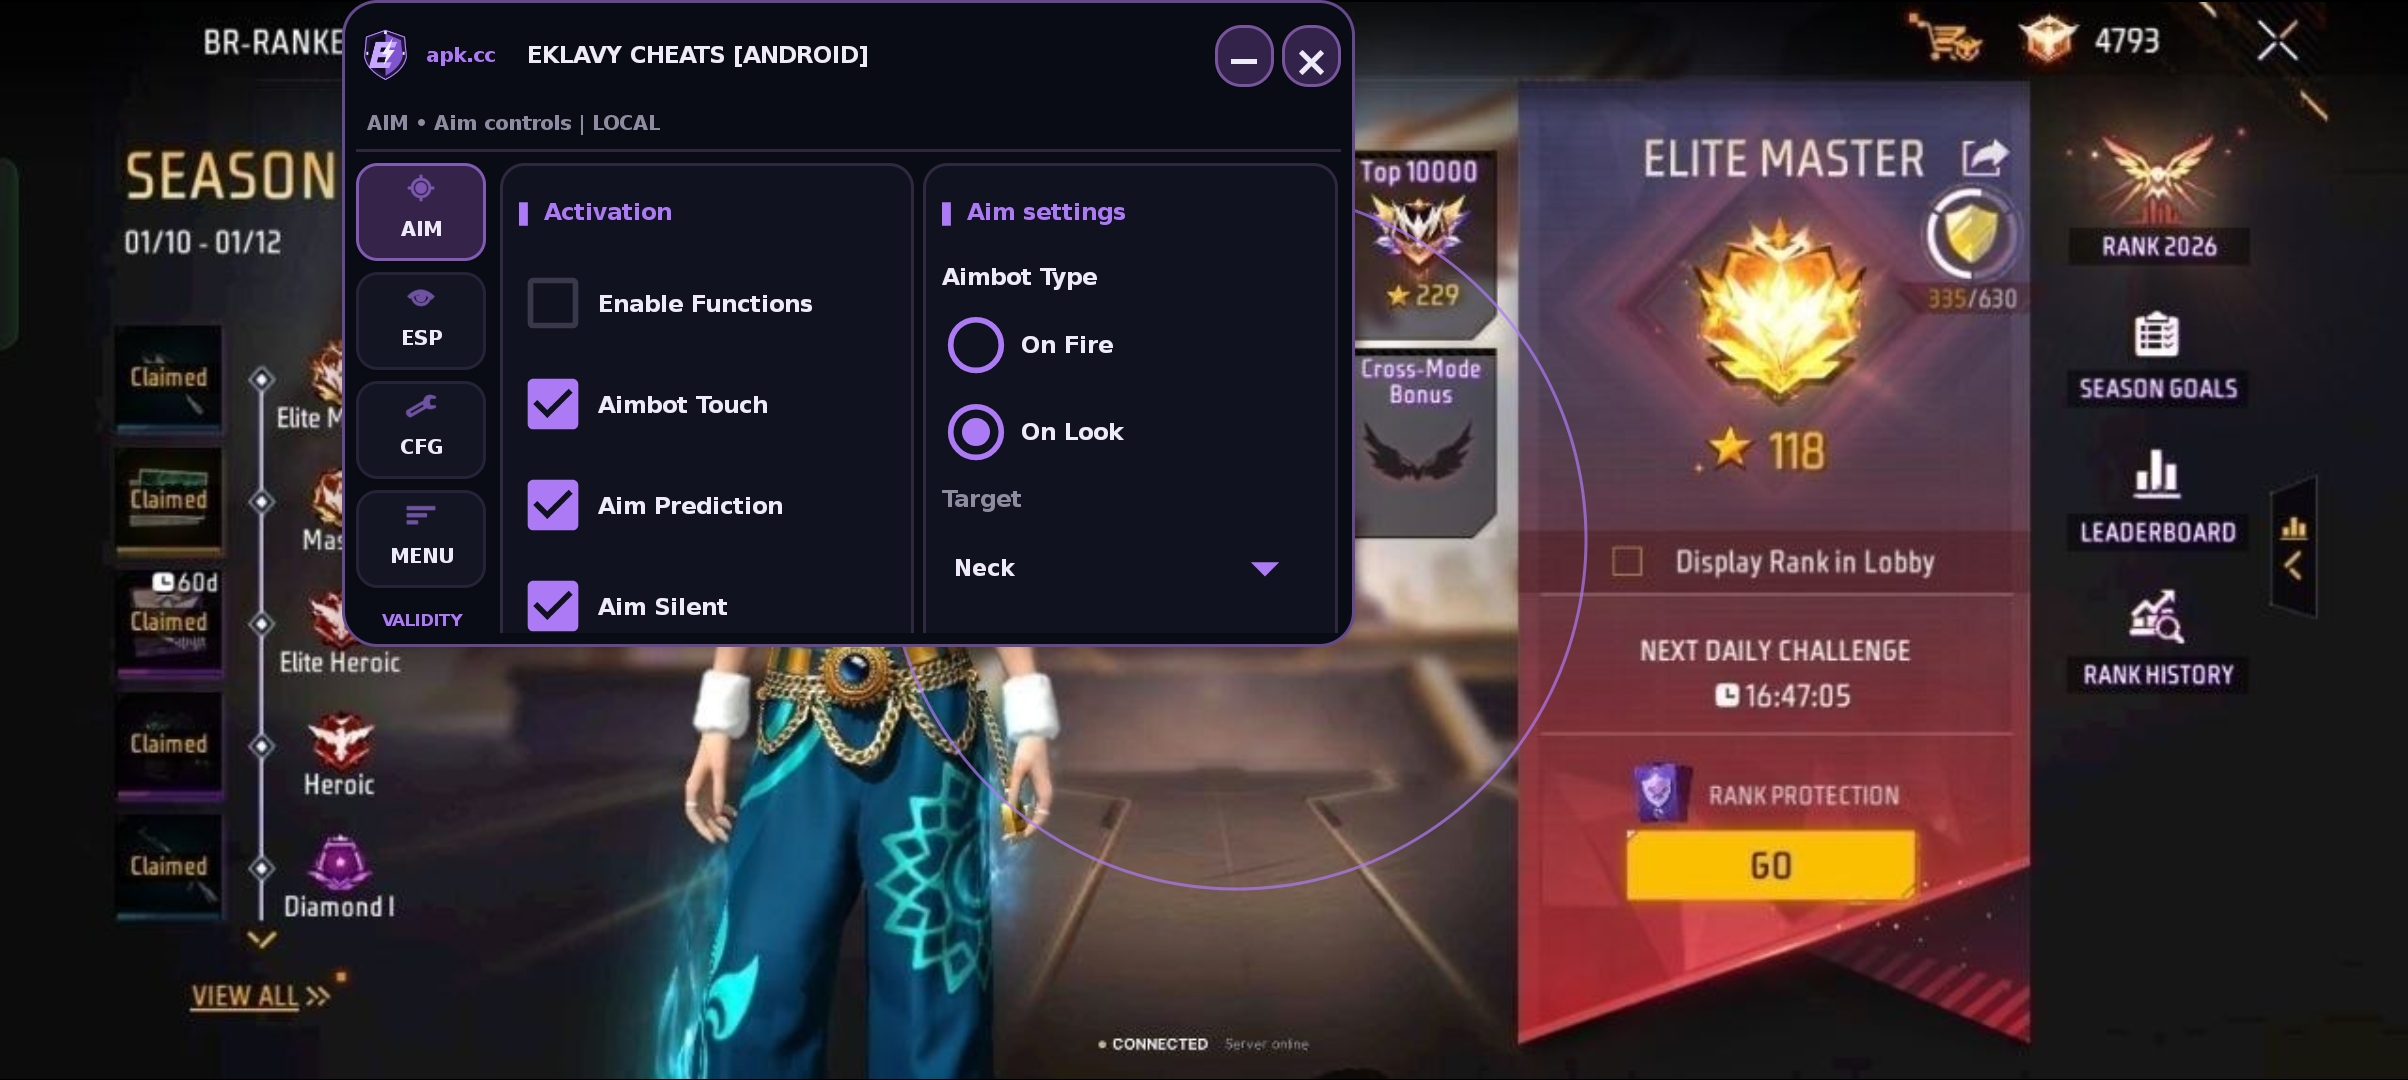 BR-RANKE
apk.cc
EKLAVY CHEATS [ANDROID]
4793
AIM • Aim controls | LOCAL
SEASON
01/10 - 01/12
AIM
ESP
CFG
MENU
VALIDITY
Activation
Enable Functions
Aimbot Touch
Aim Prediction
Aim Silent
Aim settings
Aimbot Type
On Fire
On Look
Target
Neck
Claimed
Elite M
Claimed
Mas
60d
Claimed
Elite Heroic
Claimed
Heroic
Claimed
Diamond I
VIEW ALL >>
Top 10000
229
Cross-Mode
Bonus
ELITE MASTER
335/630
118
Display Rank in Lobby
NEXT DAILY CHALLENGE
16:47:05
RANK PROTECTION
GO
RANK 2026
SEASON GOALS
LEADERBOARD
RANK HISTORY
CONNECTED Server online